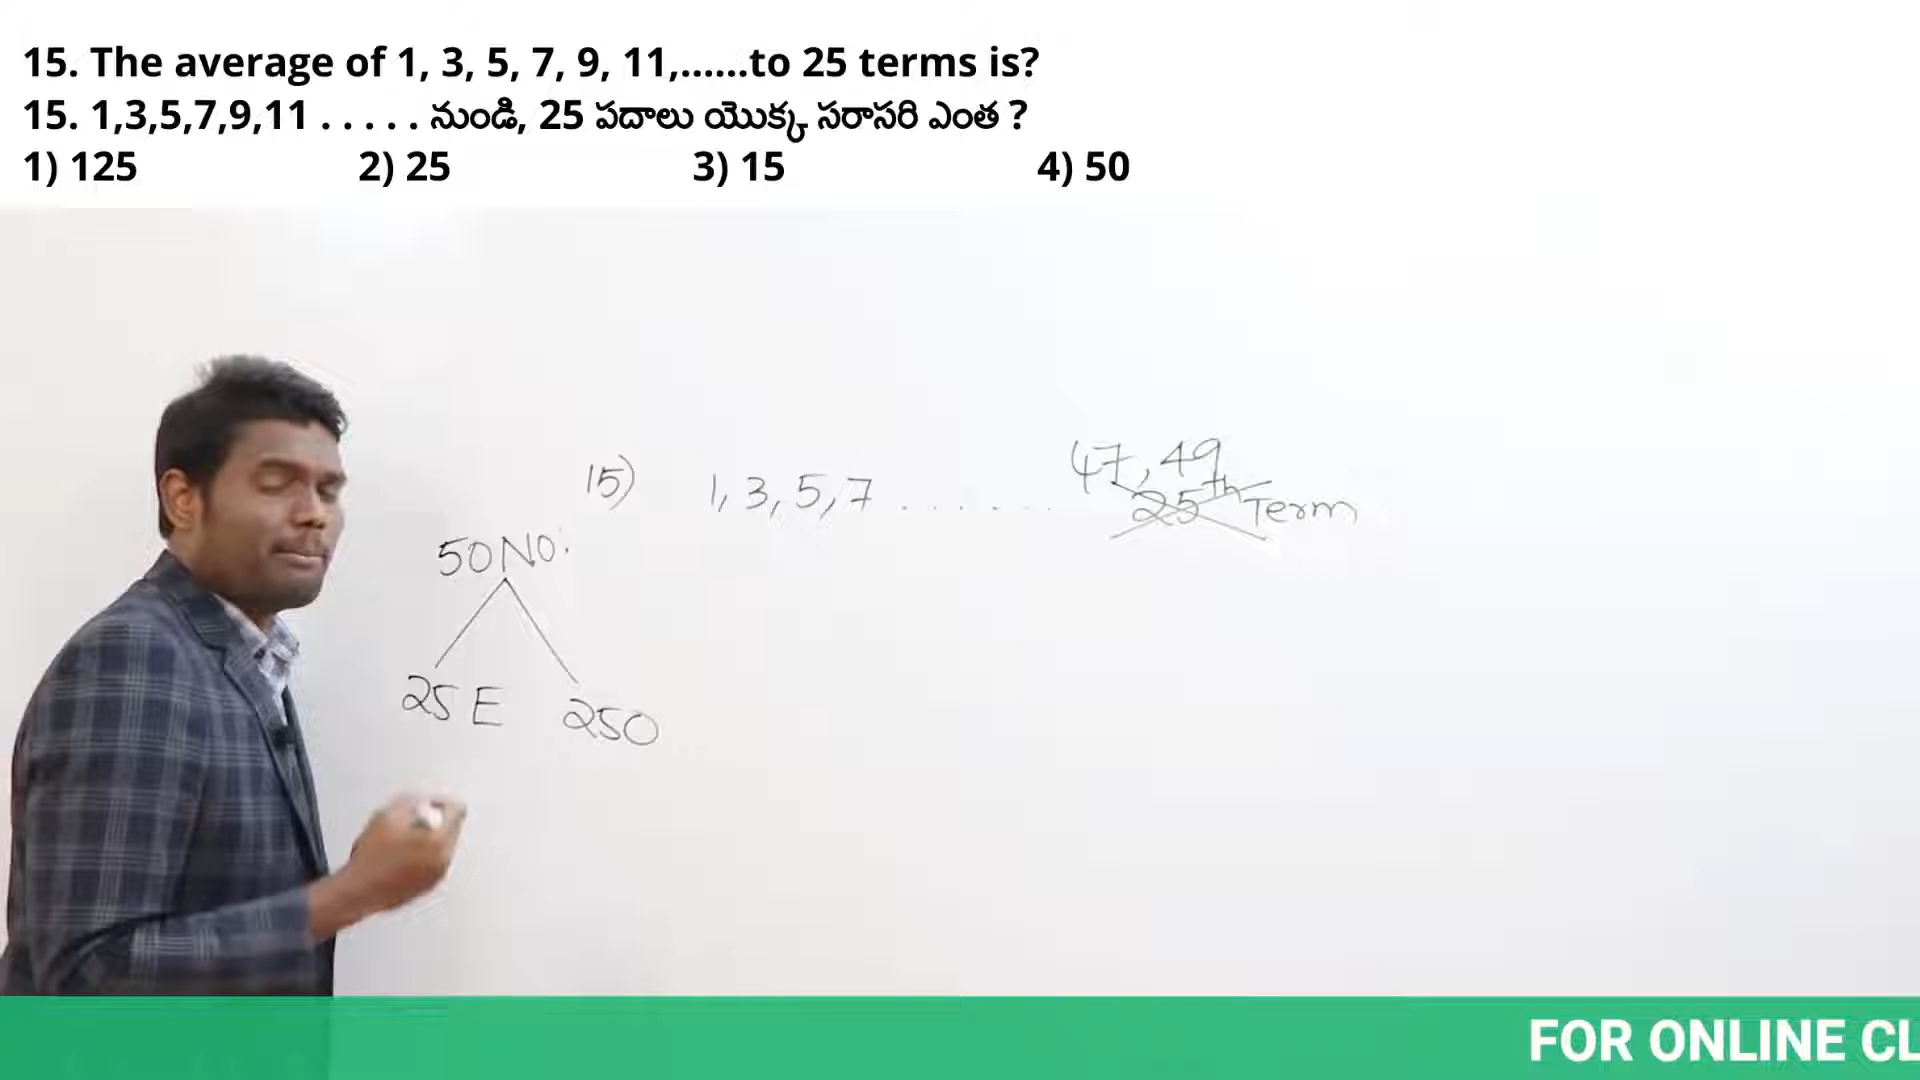 15. The average of 1, 3, 5, 7, 9, 11,......to 25 terms is?
15. 1,3,5,7,9,11 . . . . . నుండి, 25 పదాలు యొక్క సరాసరి ఎంత ?
1) 125 2) 25 3) 15 4) 50
47, 49
15) 1, 3, 5, 7 . . . . . . 25th Term
50 No:
25 E 25O
FOR ONLINE CL